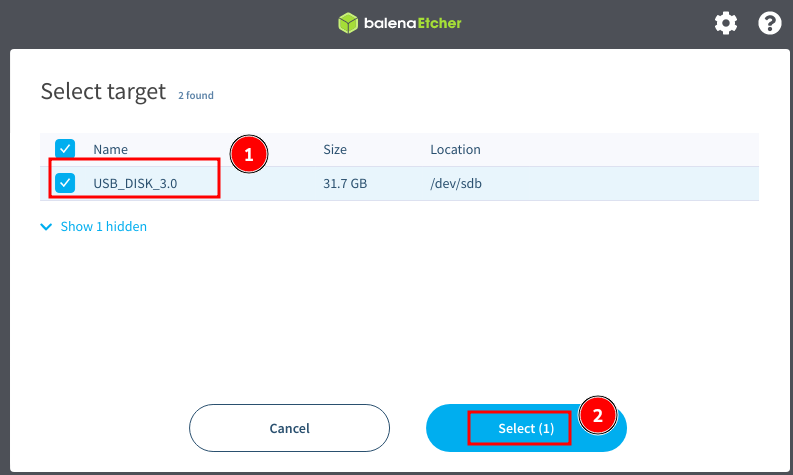 balenaEtcher
Select target 2 found
Name Size Location
1
USB_DISK_3.0 31.7 GB /dev/sdb
Show 1 hidden
Cancel Select (1)
2